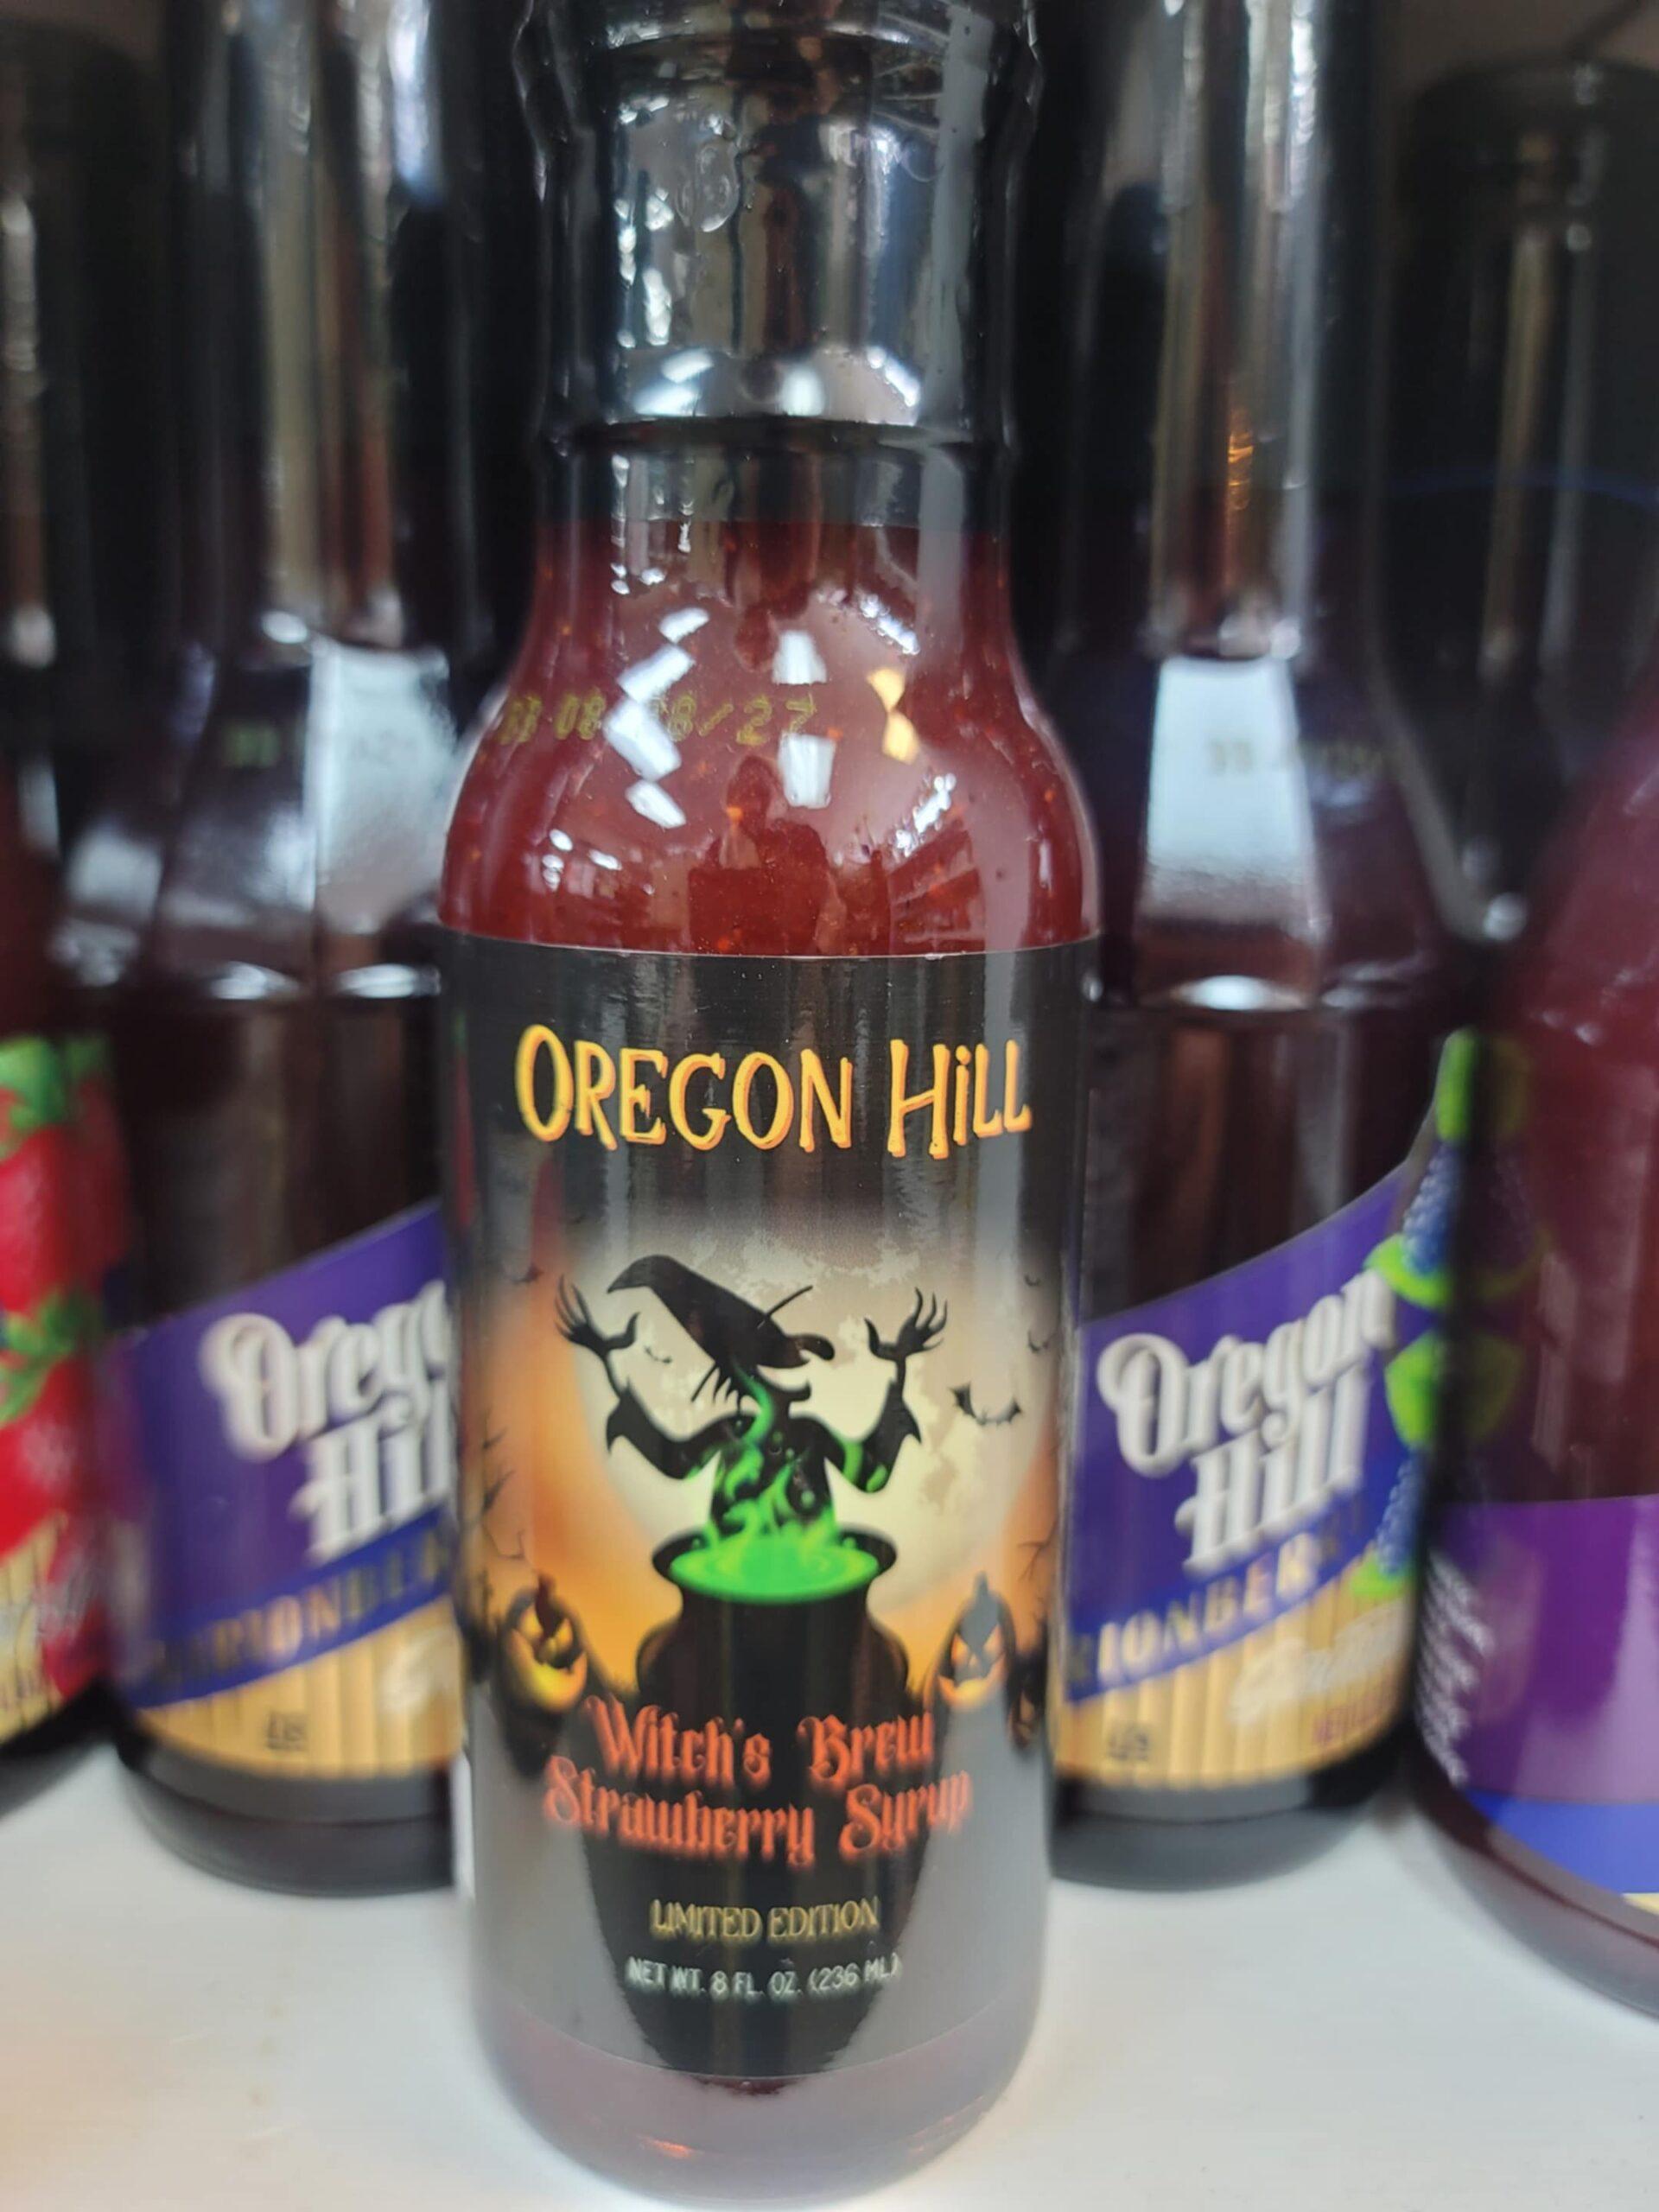 OREGON HiLL
Witch's Brew
Strawberry Syrup
LIMITED EDITION
NET WT. 8 FL. OZ. (236 ML)
Oregon
Hill
Oregon
Hill